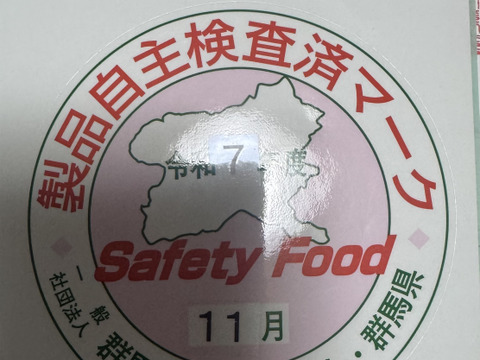 製品自主検査済マーク
令和7年度
Safety Food
11月
一般
社団法人
群
・群馬県